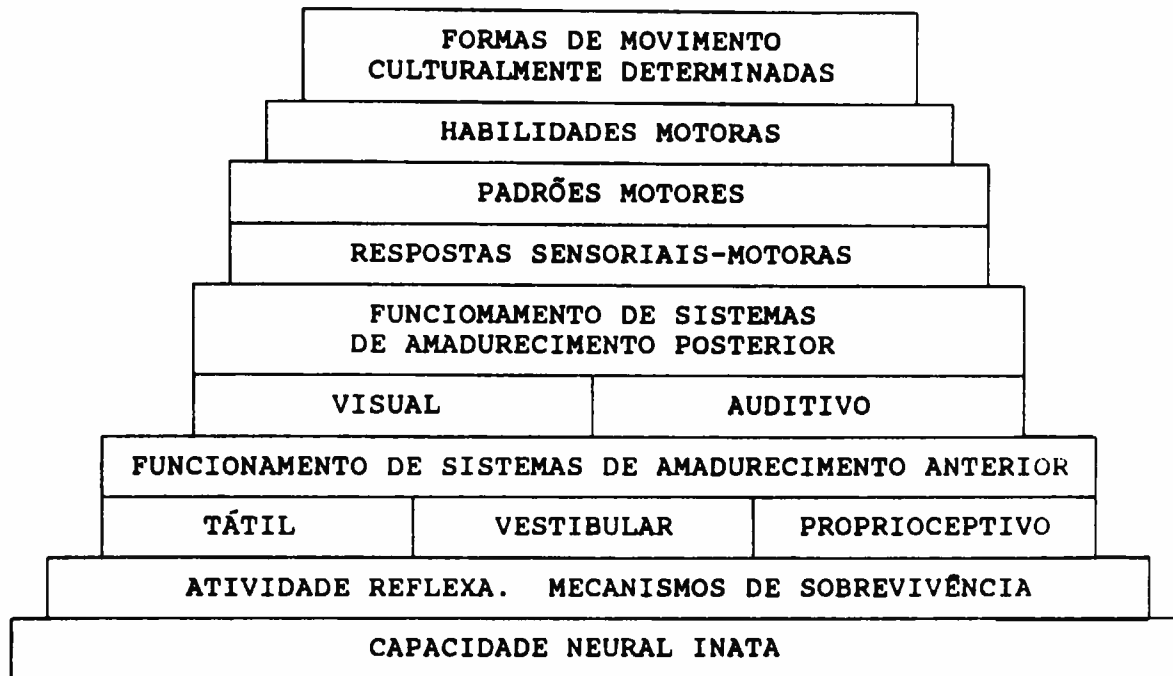 FORMAS DE MOVIMENTO
CULTURALMENTE DETERMINADAS
HABILIDADES MOTORAS
PADRÕES MOTORES
RESPOSTAS SENSORIAIS-MOTORAS
FUNCIOMAMENTO DE SISTEMAS
DE AMADURECIMENTO POSTERIOR
VISUAL AUDITIVO
FUNCIONAMENTO DE SISTEMAS DE AMADURECIMENTO ANTERIOR
TÁTIL VESTIBULAR PROPRIOCEPTIVO
ATIVIDADE REFLEXA. MECANISMOS DE SOBREVIVÊNCIA
CAPACIDADE NEURAL INATA